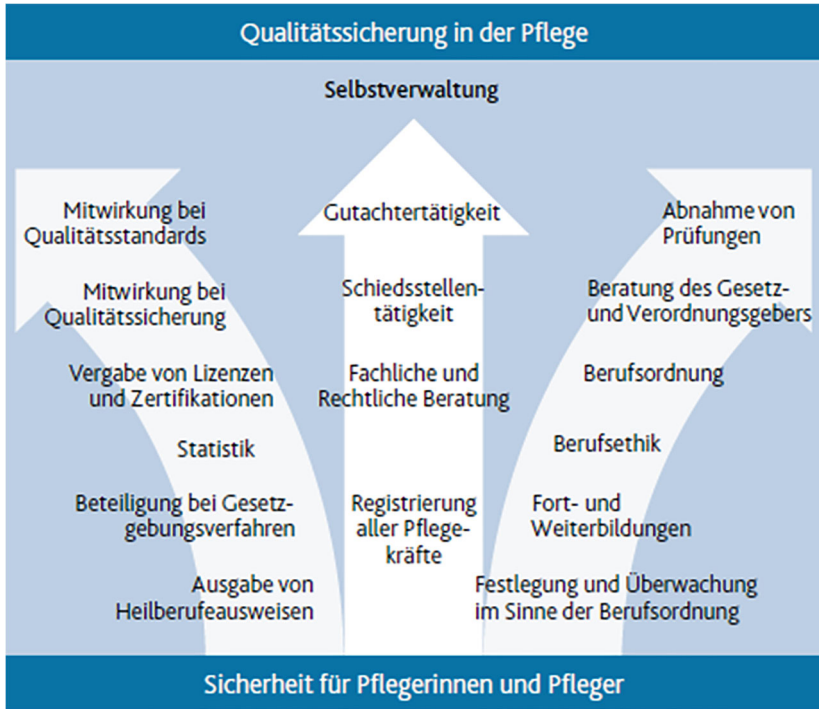 Qualitätssicherung in der Pflege
Selbstverwaltung
Mitwirkung bei
Qualitätsstandards
Mitwirkung bei
Qualitätssicherung
Vergabe von Lizenzen
und Zertifikationen
Statistik
Beteiligung bei Gesetz-
gebungsverfahren
Ausgabe von
Heilberufeausweisen
Gutachtertätigkeit
Schiedsstellen-
tätigkeit
Fachliche und
Rechtliche Beratung
Registrierung
aller Pflege-
kräfte
Abnahme von
Prüfungen
Beratung des Gesetz-
und Verordnungsgebers
Berufsordnung
Berufsethik
Fort- und
Weiterbildungen
Festlegung und Überwachung
im Sinne der Berufsordnung
Sicherheit für Pflegerinnen und Pfleger